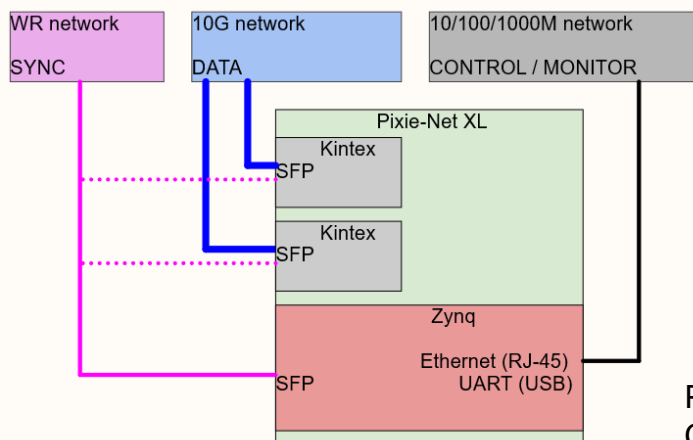 WR network
SYNC
10G network
DATA
10/100/1000M network
CONTROL / MONITOR
Pixie-Net XL
Kintex
SFP
Kintex
SFP
Zynq
Ethernet (RJ-45)
UART (USB)
SFP